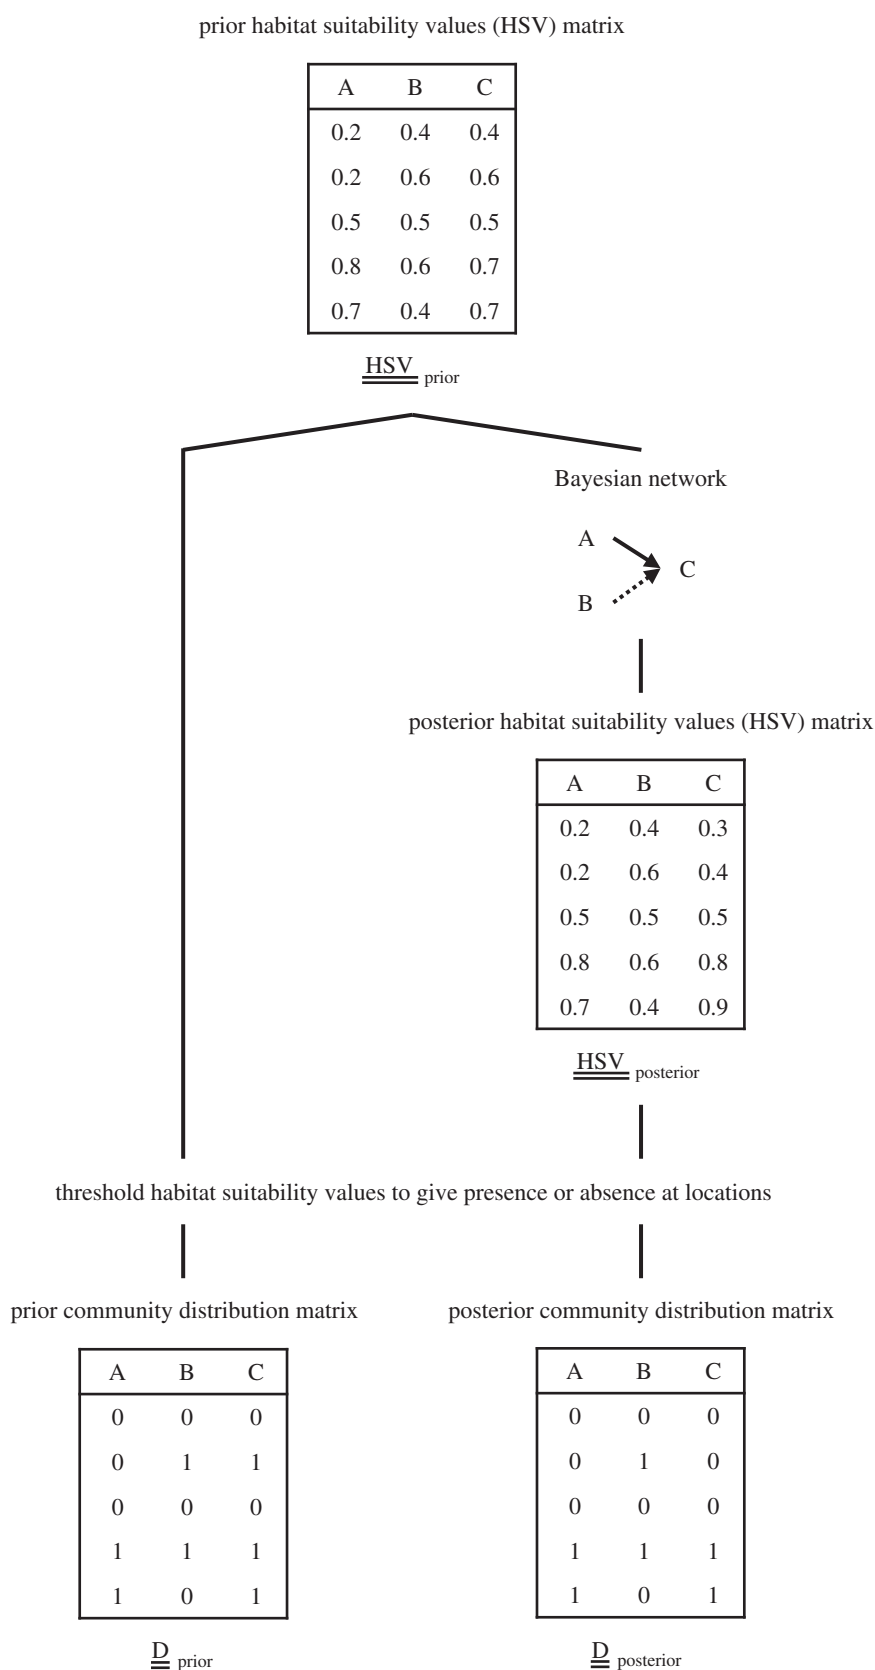 prior habitat suitability values (HSV) matrix
A B C
0.2 0.4 0.4
0.2 0.6 0.6
0.5 0.5 0.5
0.8 0.6 0.7
0.7 0.4 0.7
HSV prior
Bayesian network
A
C
B
posterior habitat suitability values (HSV) matrix
A B C
0.2 0.4 0.3
0.2 0.6 0.4
0.5 0.5 0.5
0.8 0.6 0.8
0.7 0.4 0.9
HSV posterior
threshold habitat suitability values to give presence or absence at locations
prior community distribution matrix
A B C
0 0 0
0 1 1
0 0 0
1 1 1
1 0 1
D prior
posterior community distribution matrix
A B C
0 0 0
0 1 0
0 0 0
1 1 1
1 0 1
D posterior